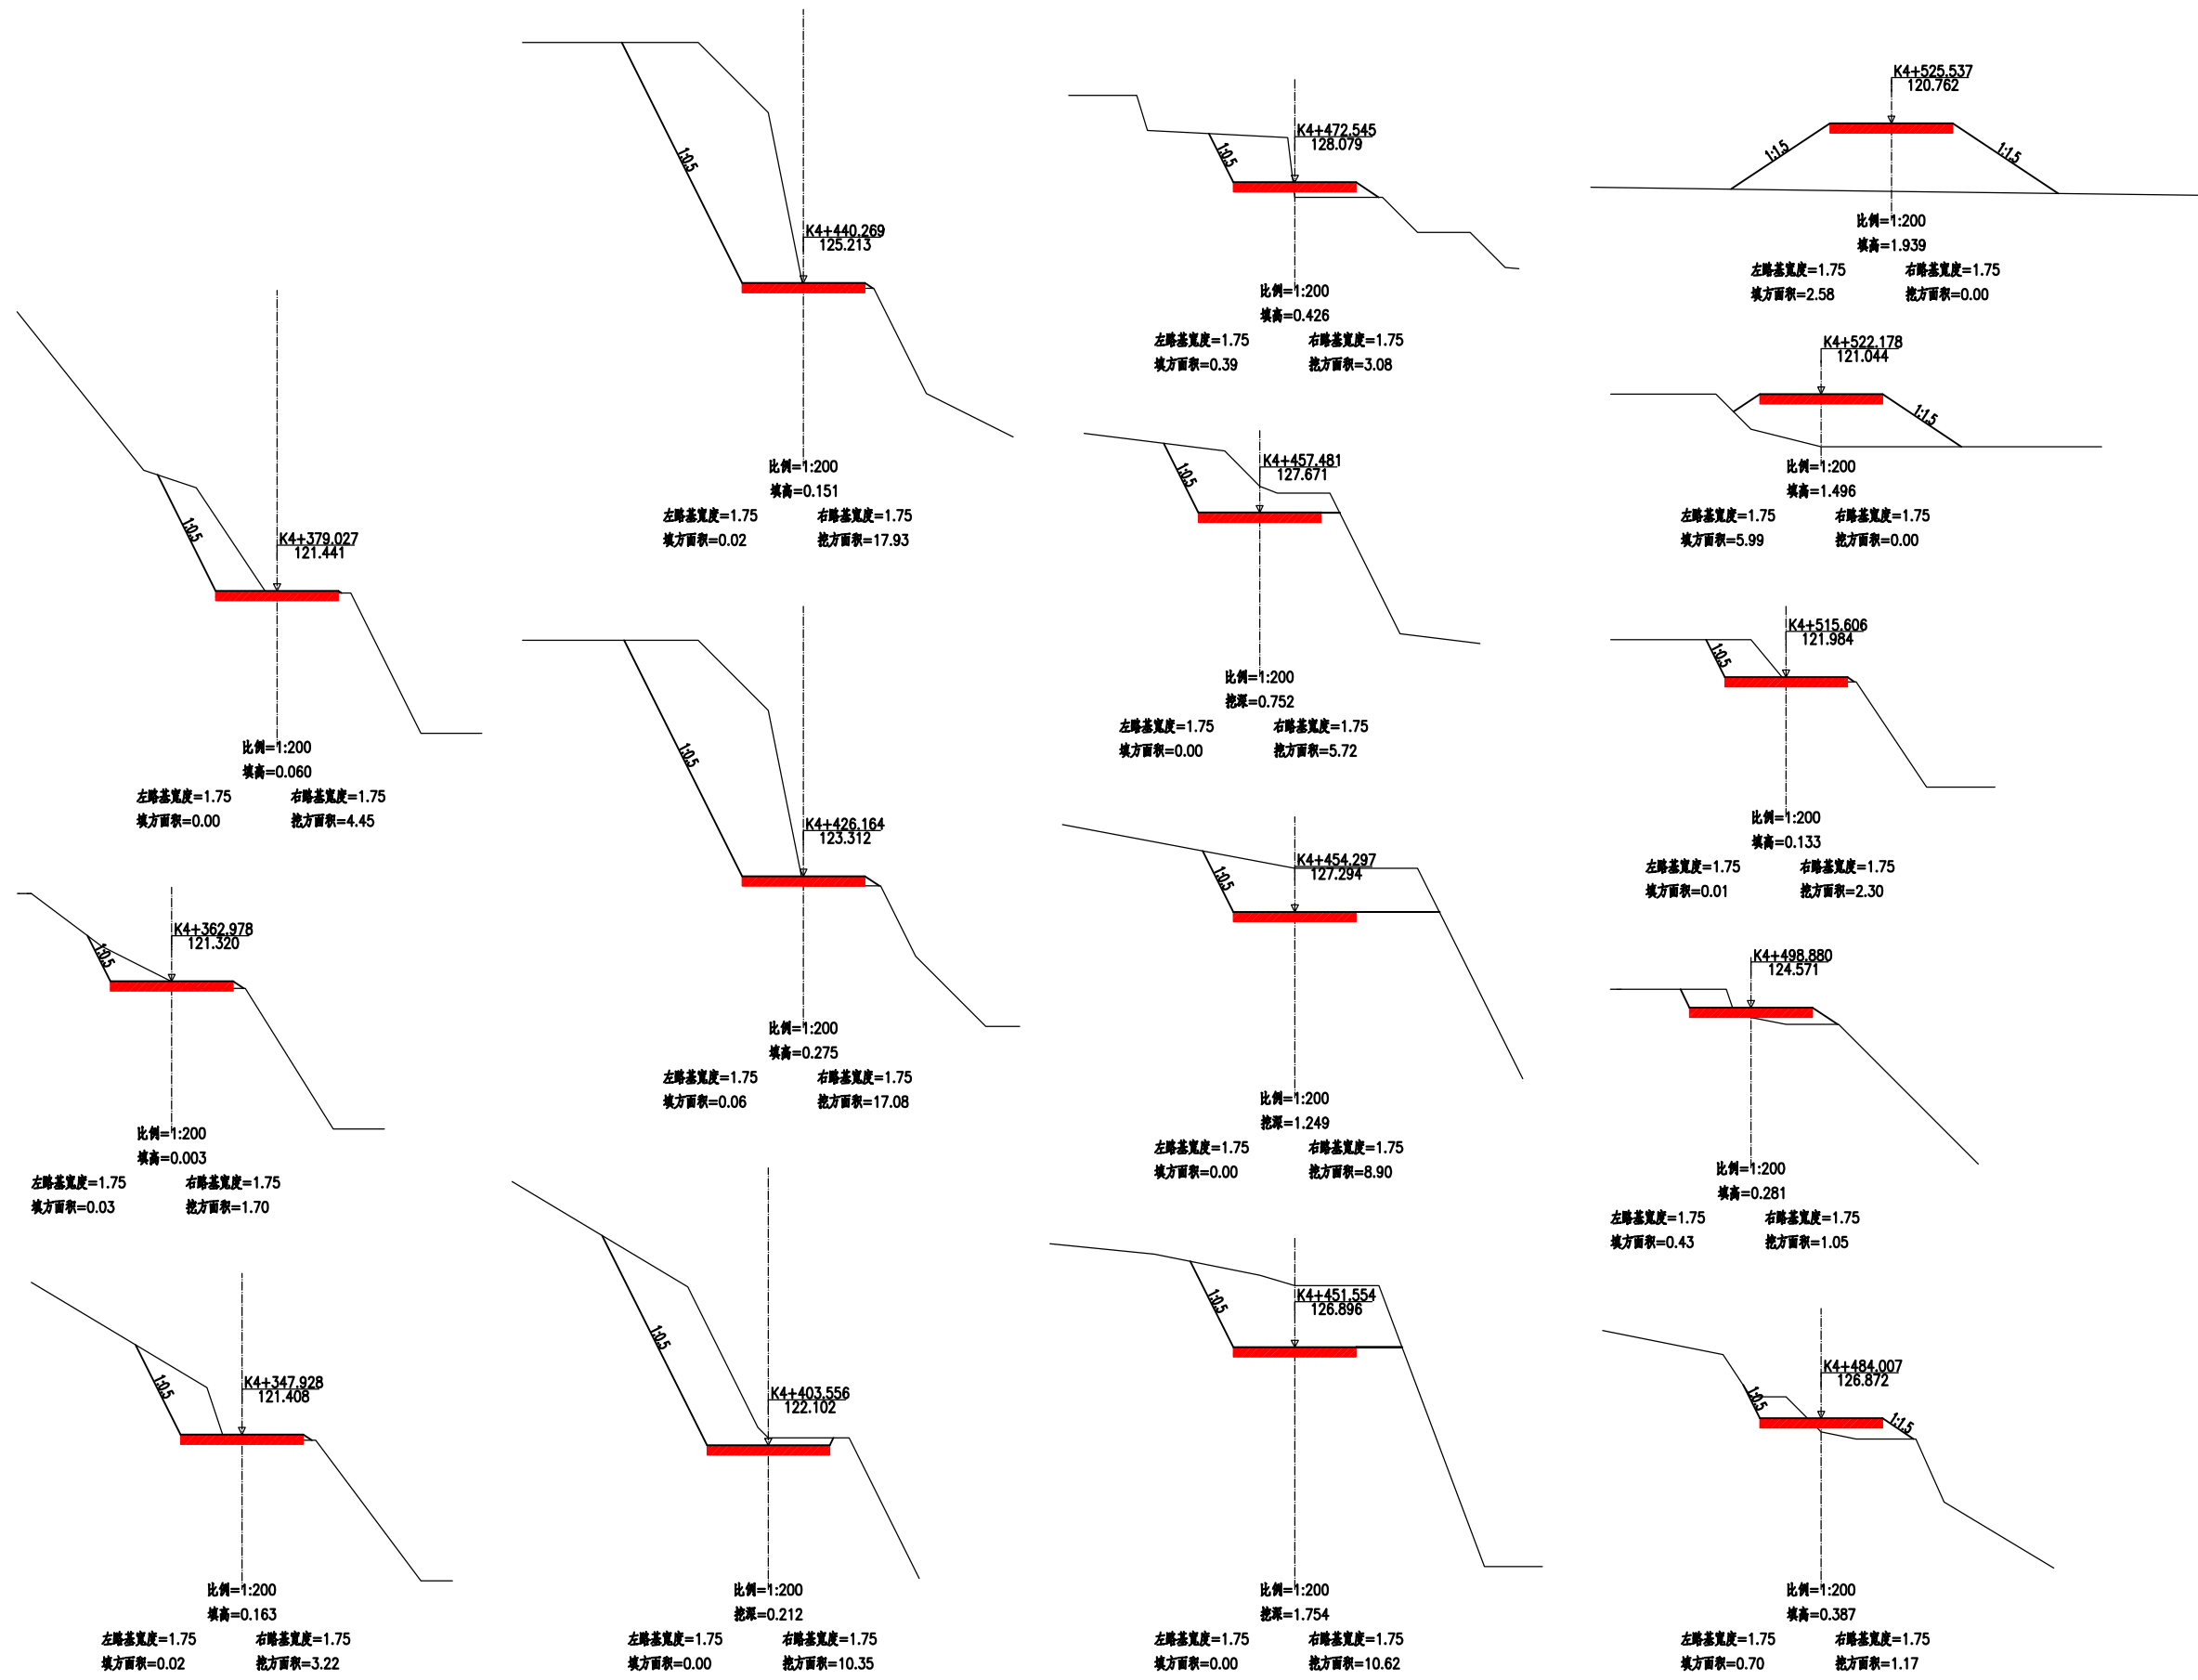 1:0.5
K4+379.027
121.441
比例=1:200
填高=0.060
左路基宽度=1.75 右路基宽度=1.75
填方面积=0.00 挖方面积=4.45
1:0.5
K4+362.978
121.320
比例=1:200
填高=0.003
左路基宽度=1.75 右路基宽度=1.75
填方面积=0.03 挖方面积=1.70
1:0.5
K4+347.928
121.408
比例=1:200
填高=0.163
左路基宽度=1.75 右路基宽度=1.75
填方面积=0.02 挖方面积=3.22
1:0.5
K4+440.269
125.213
比例=1:200
填高=0.151
左路基宽度=1.75 右路基宽度=1.75
填方面积=0.02 挖方面积=17.93
1:0.5
K4+426.164
123.312
比例=1:200
填高=0.275
左路基宽度=1.75 右路基宽度=1.75
填方面积=0.06 挖方面积=17.08
1:0.5
K4+403.556
122.102
比例=1:200
挖深=0.212
左路基宽度=1.75 右路基宽度=1.75
填方面积=0.00 挖方面积=10.35
1:0.5
K4+472.545
128.079
比例=1:200
填高=0.426
左路基宽度=1.75 右路基宽度=1.75
填方面积=0.39 挖方面积=3.08
1:0.5
K4+457.481
127.671
比例=1:200
挖深=0.752
左路基宽度=1.75 右路基宽度=1.75
填方面积=0.00 挖方面积=5.72
1:0.5
K4+454.297
127.294
比例=1:200
挖深=1.249
左路基宽度=1.75 右路基宽度=1.75
填方面积=0.00 挖方面积=8.90
1:0.5
K4+451.554
126.896
比例=1:200
挖深=1.754
左路基宽度=1.75 右路基宽度=1.75
填方面积=0.00 挖方面积=10.62
K4+525.537
120.762
1:1.5 1:1.5
比例=1:200
填高=1.939
左路基宽度=1.75 右路基宽度=1.75
填方面积=2.58 挖方面积=0.00
K4+522.178
121.044
1:1.5
比例=1:200
填高=1.496
左路基宽度=1.75 右路基宽度=1.75
填方面积=5.99 挖方面积=0.00
K4+515.606
121.984
1:0.5
比例=1:200
填高=0.133
左路基宽度=1.75 右路基宽度=1.75
填方面积=0.01 挖方面积=2.30
K4+498.880
124.571
比例=1:200
填高=0.281
左路基宽度=1.75 右路基宽度=1.75
填方面积=0.43 挖方面积=1.05
K4+484.007
126.872
1:0.5 1:1.5
比例=1:200
填高=0.387
左路基宽度=1.75 右路基宽度=1.75
填方面积=0.70 挖方面积=1.17